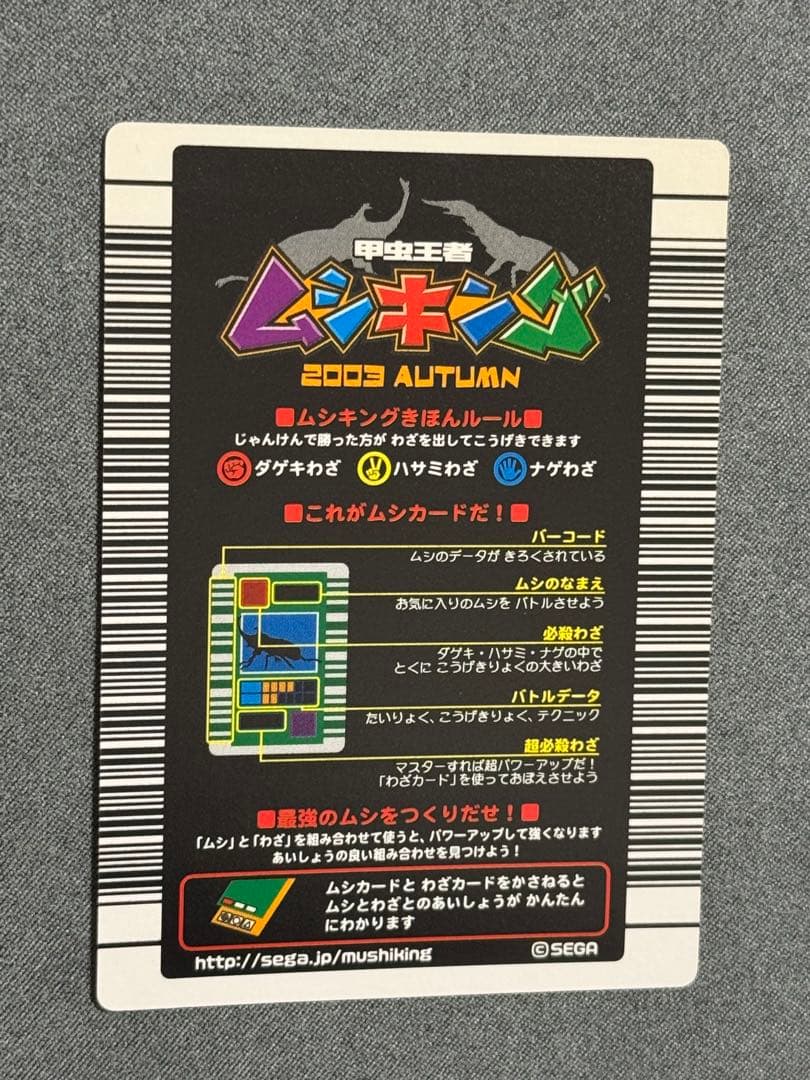 甲虫王者
ムシキング
2003 AUTUMN
■ムシキングきほんルール■
じゃんけんで勝った方が わざを出してこうげきできます
ダゲキわざ ハサミわざ ナゲわざ
■これがムシカードだ！■
バーコード
ムシのデータが きろくされている
ムシのなまえ
お気に入りのムシを バトルさせよう
必殺わざ
ダゲキ・ハサミ・ナゲの中で
とくに こうげきりょくの大きいわざ
バトルデータ
たいりょく、こうげきりょく、テクニック
超必殺わざ
マスターすれば超パワーアップだ！
「わざカード」を使っておぼえさせよう
■最強のムシをつくりだせ！■
「ムシ」と「わざ」を組み合わせて使うと、パワーアップして強くなります
あいしょうの良い組み合わせを見つけよう！
ムシカードと わざカードをかさねると
ムシとわざとのあいしょうが かんたん
にわかります
http://sega.jp/mushiking
©SEGA